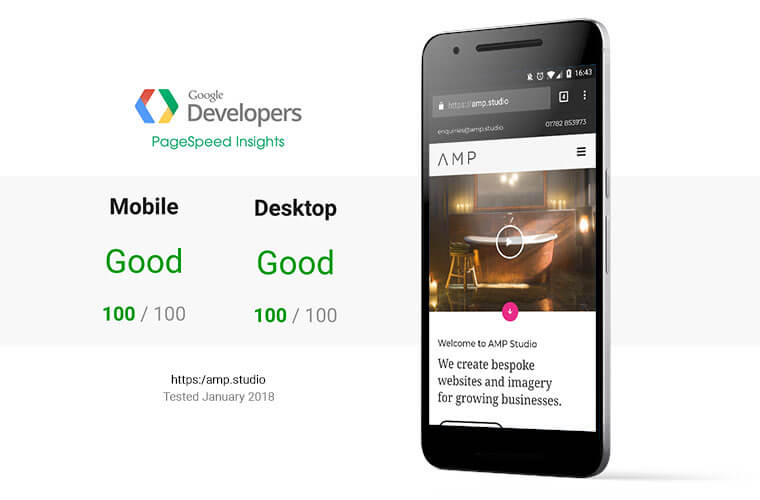 Google
Developers
PageSpeed Insights
Mobile
Desktop
Good
Good
100 / 100
100 / 100
https:/amp.studio
Tested January 2018
16:43
https://amp.studio
enquiries@amp.studio
01782 853973
AMP
Welcome to AMP Studio
We create bespoke
websites and imagery
for growing businesses.